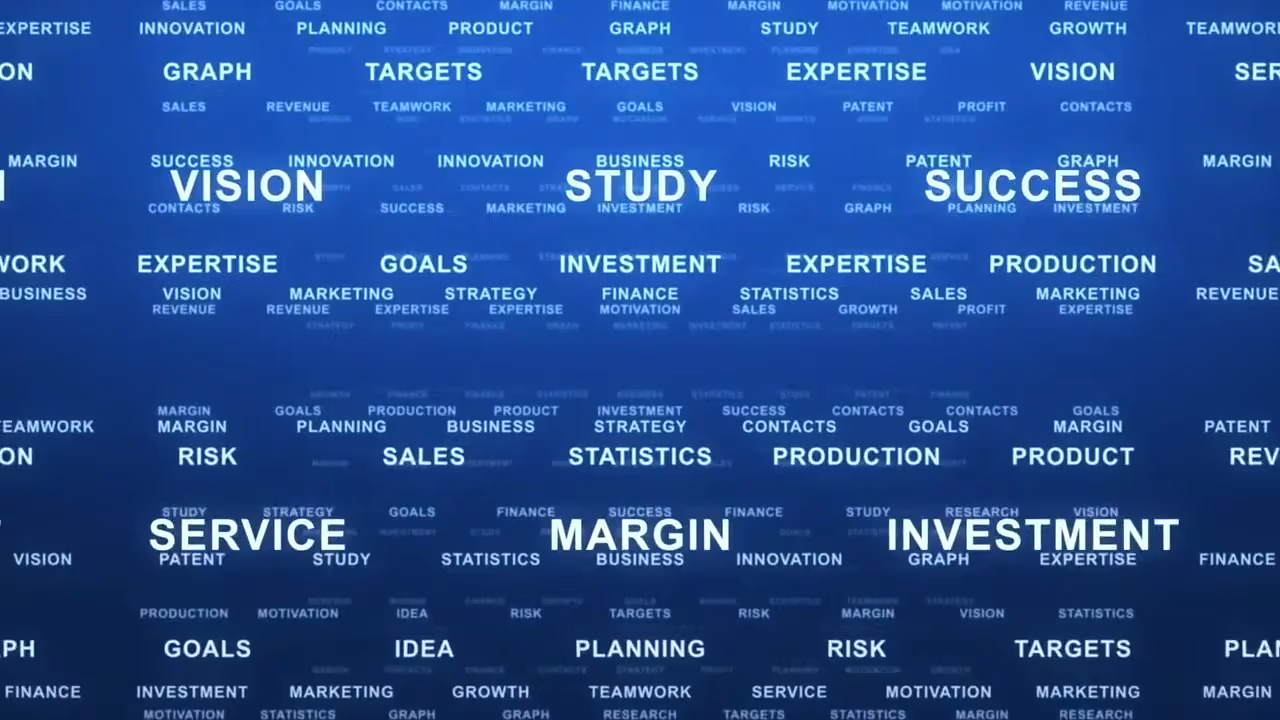 SALES GOALS CONTACTS MARGIN FINANCE MARGIN MOTIVATION MOTIVATION REVENUE
EXPERTISE INNOVATION PLANNING PRODUCT GRAPH STUDY TEAMWORK GROWTH TEAMWOR
ON GRAPH TARGETS TARGETS EXPERTISE VISION SER
SALES REVENUE TEAMWORK MARKETING GOALS VISION PATENT PROFIT CONTACTS
MARGIN SUCCESS INNOVATION INNOVATION BUSINESS RISK PATENT GRAPH MARGIN
VISION STUDY SUCCESS
CONTACTS RISK SUCCESS MARKETING INVESTMENT RISK GRAPH PLANNING INVESTMENT
WORK EXPERTISE GOALS INVESTMENT EXPERTISE PRODUCTION SA
BUSINESS VISION MARKETING STRATEGY FINANCE STATISTICS SALES MARKETING REVENUE
REVENUE REVENUE EXPERTISE EXPERTISE MOTIVATION SALES GROWTH PROFIT EXPERTISE
MARGIN GOALS PRODUCTION PRODUCT INVESTMENT SUCCESS CONTACTS CONTACTS GOALS
TEAMWORK MARGIN PLANNING BUSINESS STRATEGY CONTACTS GOALS MARGIN PATENT
ON RISK SALES STATISTICS PRODUCTION PRODUCT REV
STUDY STRATEGY GOALS FINANCE SUCCESS FINANCE STUDY RESEARCH VISION
SERVICE MARGIN INVESTMENT
VISION PATENT STUDY STATISTICS BUSINESS INNOVATION GRAPH EXPERTISE FINANCE
PRODUCTION MOTIVATION IDEA RISK TARGETS RISK MARGIN VISION STATISTICS
PH GOALS IDEA PLANNING RISK TARGETS PLAN
FINANCE INVESTMENT MARKETING GROWTH TEAMWORK SERVICE MOTIVATION MARKETING MARGIN
MOTIVATION STATISTICS GRAPH GRAPH RESEARCH TARGETS STATISTICS MARGIN RESEARCH